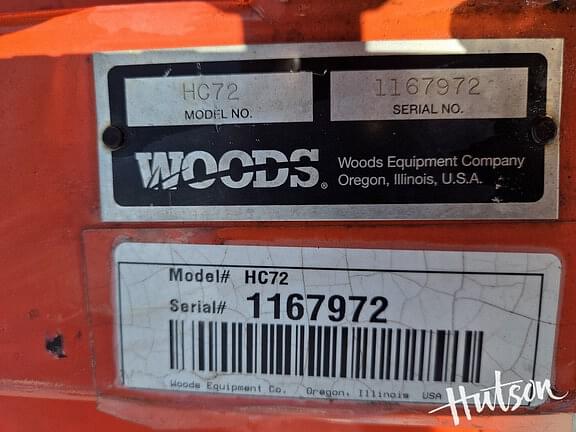 HC72
1167972
MODEL NO.
SERIAL NO.
WOODS®
Woods Equipment Company
Oregon, Illinois, U.S.A.
Model# HC72
Serial# 1167972
Woods Equipment Co. Oregon, Illinois USA
Hutson